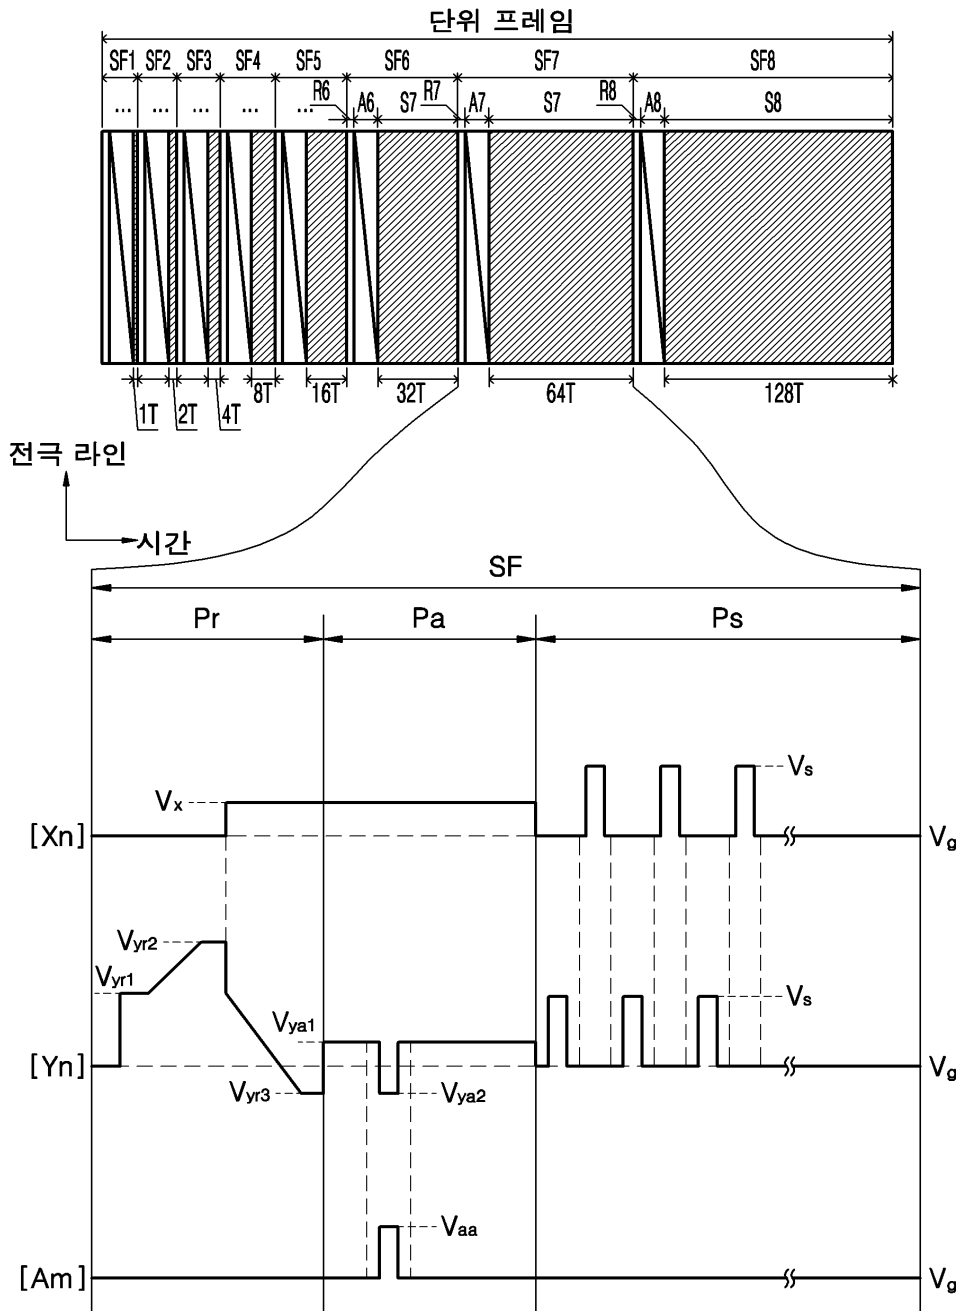 단위 프레임
SF1 SF2 SF3 SF4 SF5 SF6 SF7 SF8
... ... ... ... ... R6 A6 S7 R7 A7 S7 R8 A8 S8
1T 2T 4T 8T 16T 32T 64T 128T
전극 라인
시간
SF
Pr Pa Ps
Vx Vs
[Xn] Vg
Vyr2
Vyr1 Vs
Vya1
[Yn] Vg
Vyr3 Vya2
Vaa
[Am] Vg